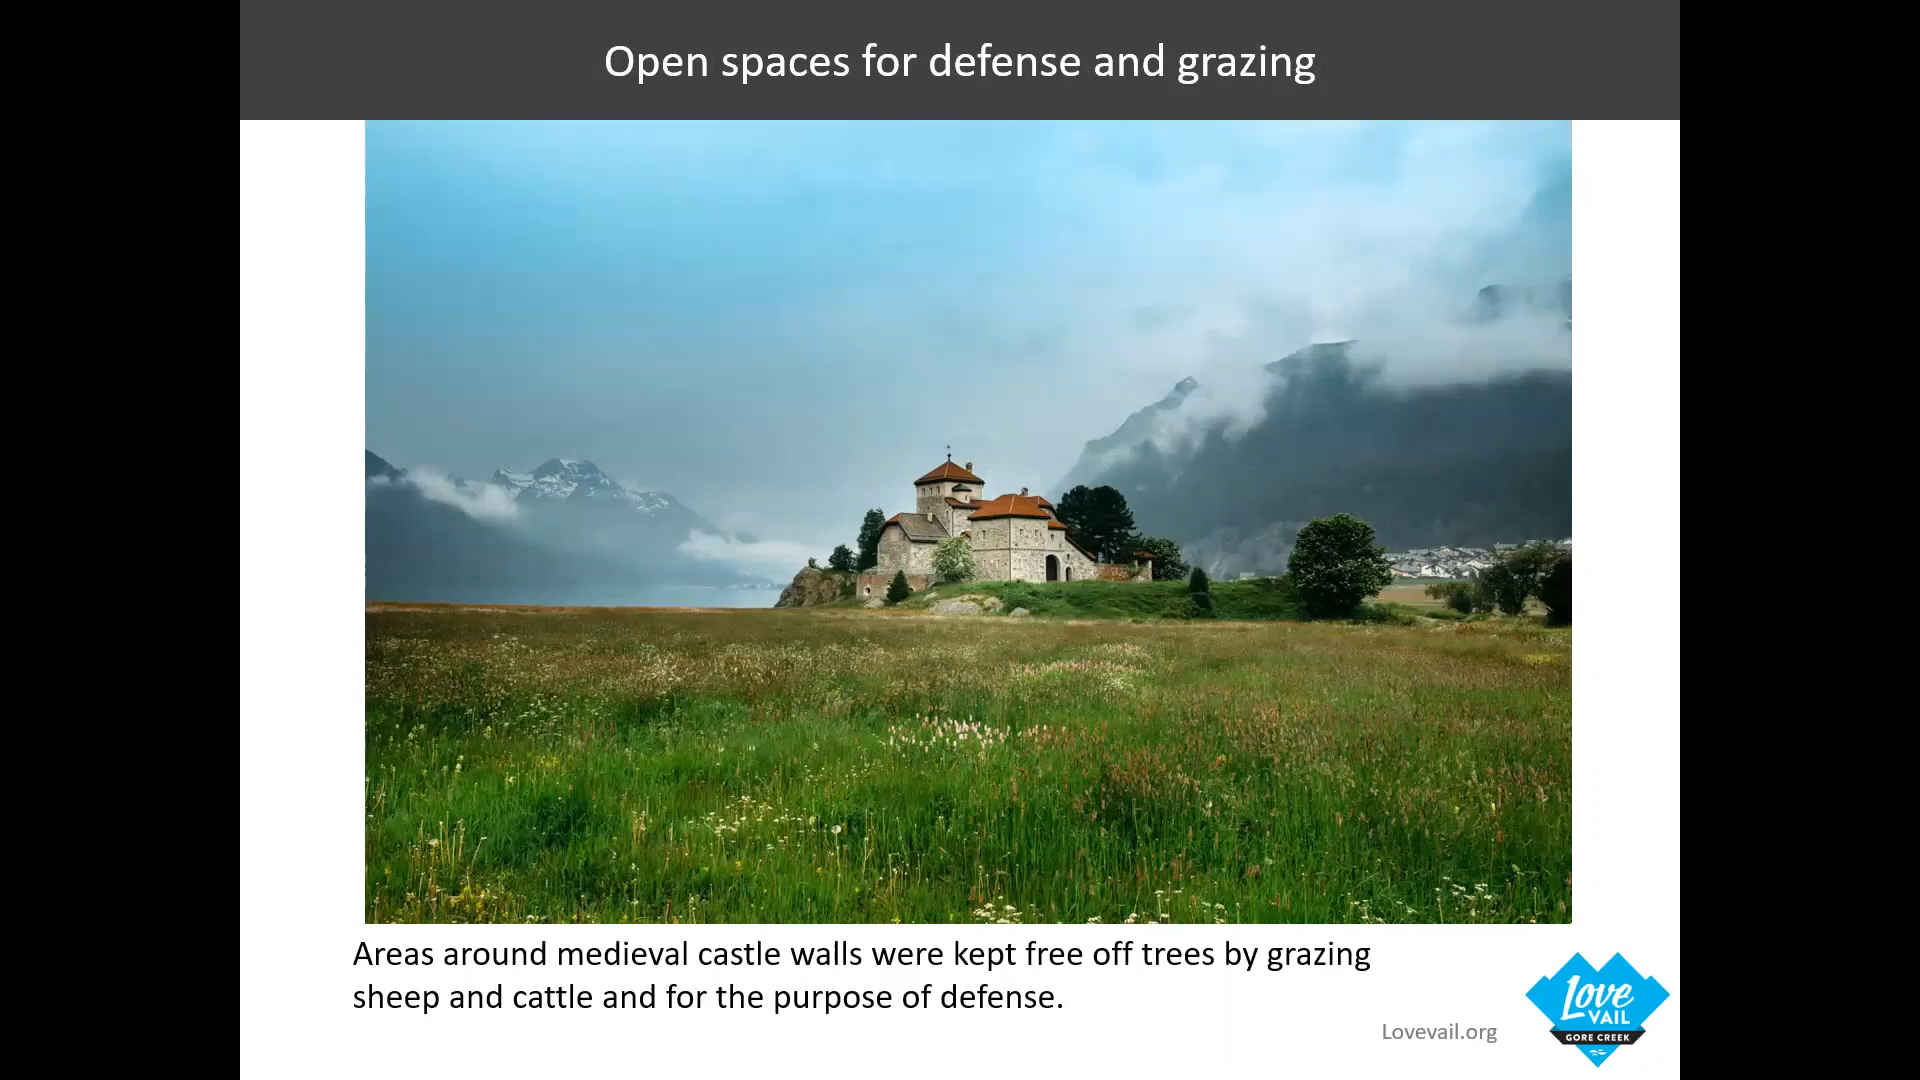 Open spaces for defense and grazing
Areas around medieval castle walls were kept free off trees by grazing
sheep and cattle and for the purpose of defense.
Lovevail.org
Love
VAIL
GORE CREEK